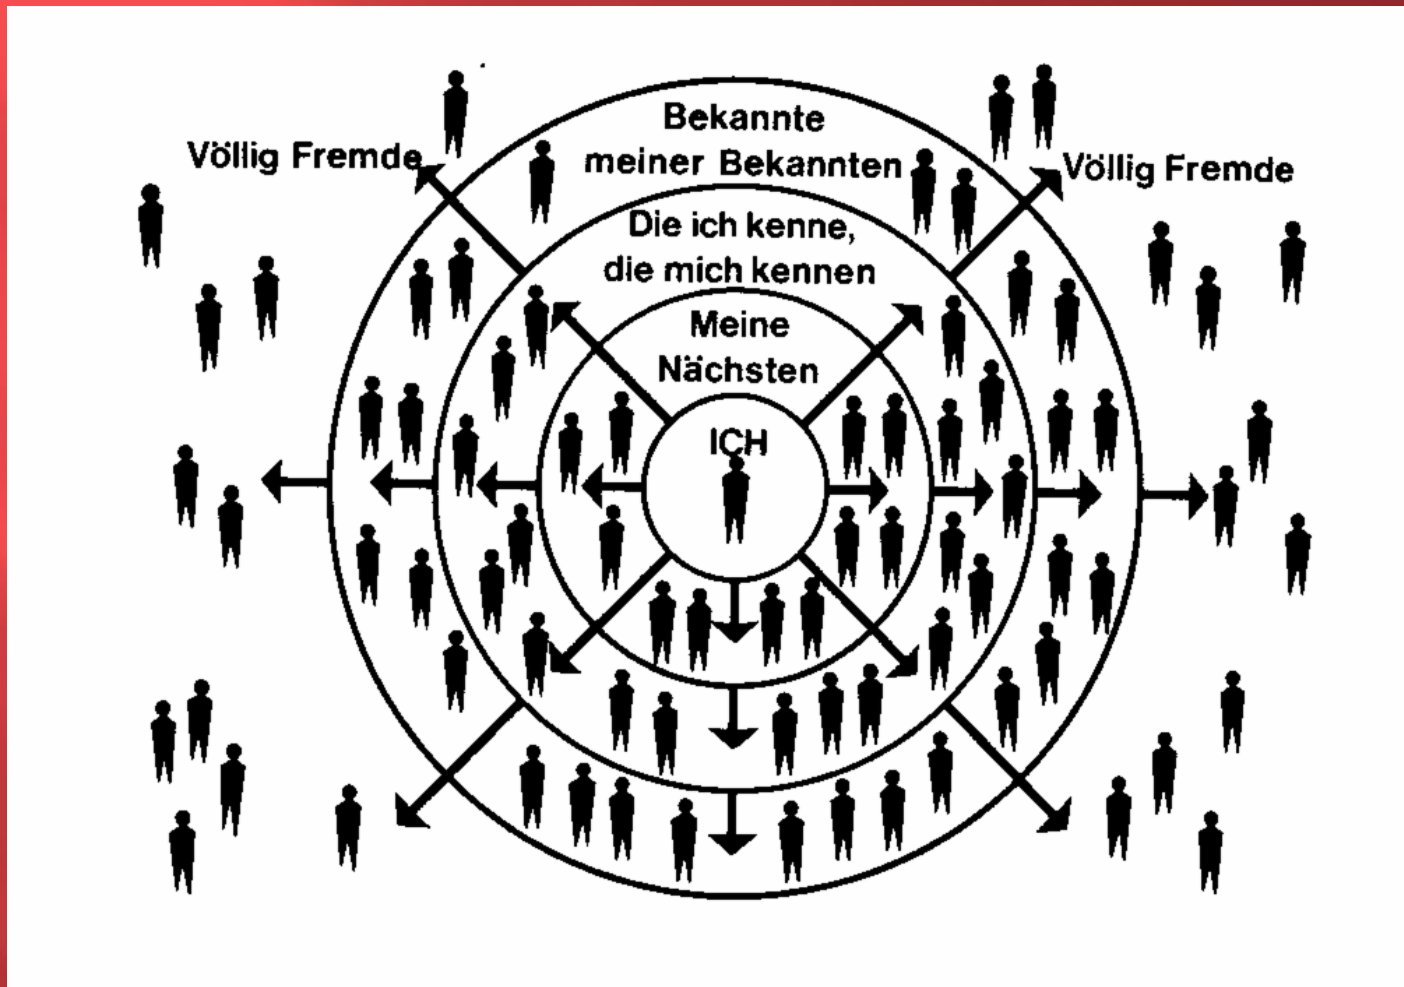 Bekannte
meiner Bekannten
Völlig Fremde
Völlig Fremde
Die ich kenne,
die mich kennen
Meine
Nächsten
ICH